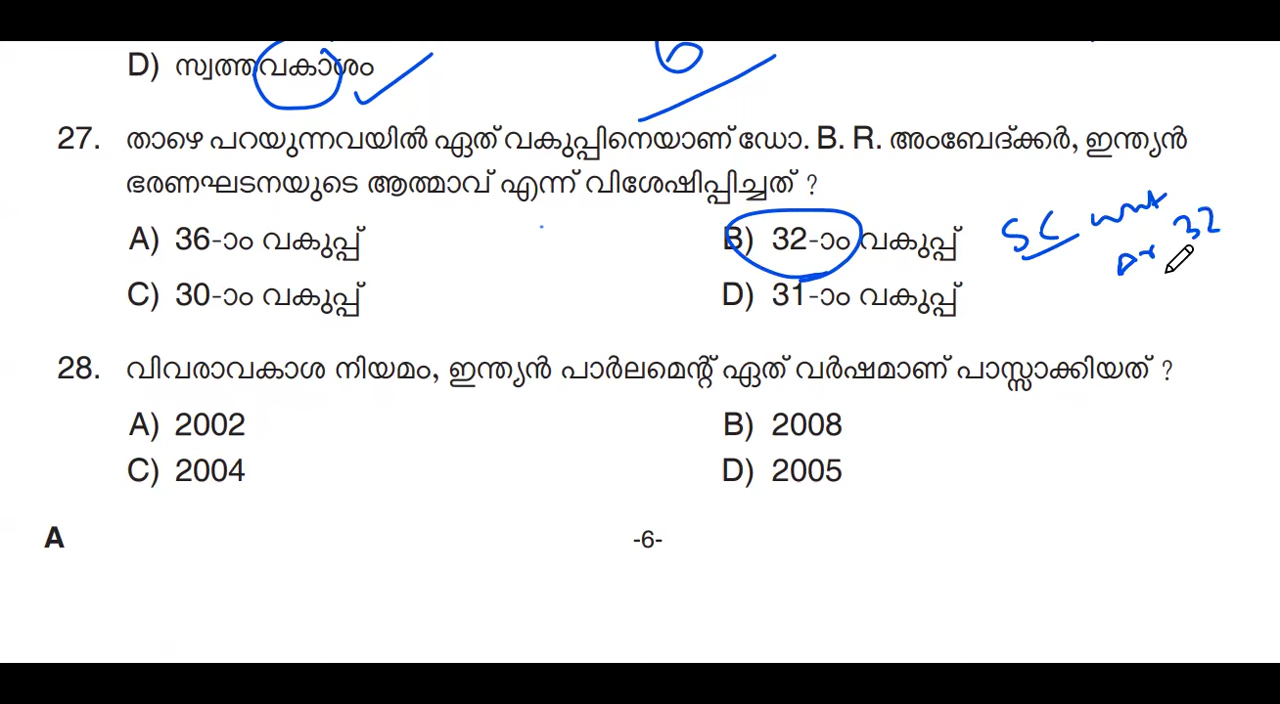 D) സ്വത്തവകാശം
27. താഴെ പറയുന്നവയിൽ ഏത് വകുപ്പിനെയാണ് ഡോ. B. R. അംബേദ്ക്കർ, ഇന്ത്യൻ
ഭരണഘടനയുടെ ആത്മാവ് എന്ന് വിശേഷിപ്പിച്ചത് ?
A) 36-ാം വകുപ്പ് B) 32-ാം വകുപ്പ്
SC writ 32
C) 30-ാം വകുപ്പ് D) 31-ാം വകുപ്പ്
28. വിവരാവകാശ നിയമം, ഇന്ത്യൻ പാർലമെന്റ് ഏത് വർഷമാണ് പാസ്സാക്കിയത് ?
A) 2002 B) 2008
C) 2004 D) 2005
A -6-